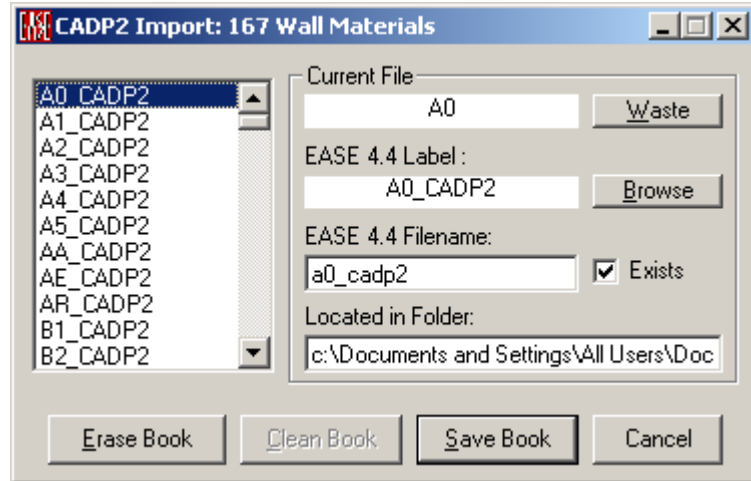 EASE CADP2 Import: 167 Wall Materials
A0_CADP2
A1_CADP2
A2_CADP2
A3_CADP2
A4_CADP2
A5_CADP2
AA_CADP2
AE_CADP2
AR_CADP2
B1_CADP2
B2_CADP2
Current File
A0
Waste
EASE 4.4 Label :
A0_CADP2
Browse
EASE 4.4 Filename:
a0_cadp2
Exists
Located in Folder:
c:\Documents and Settings\All Users\Doc
Erase Book
Clean Book
Save Book
Cancel